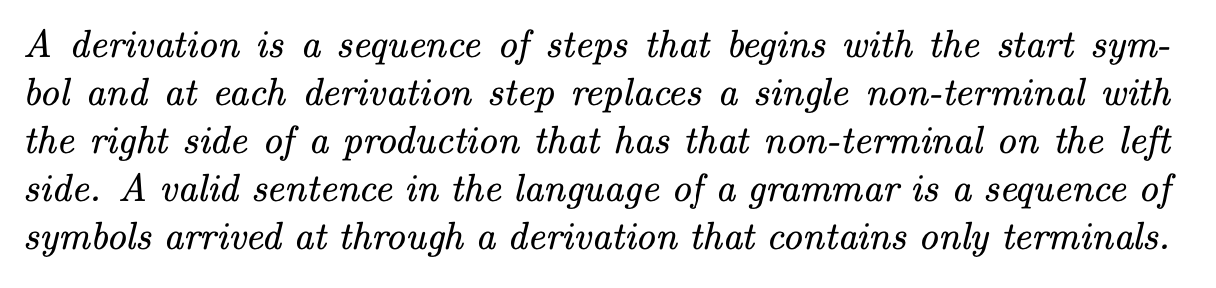 A derivation is a sequence of steps that begins with the start sym-
bol and at each derivation step replaces a single non-terminal with
the right side of a production that has that non-terminal on the left
side. A valid sentence in the language of a grammar is a sequence of
symbols arrived at through a derivation that contains only terminals.